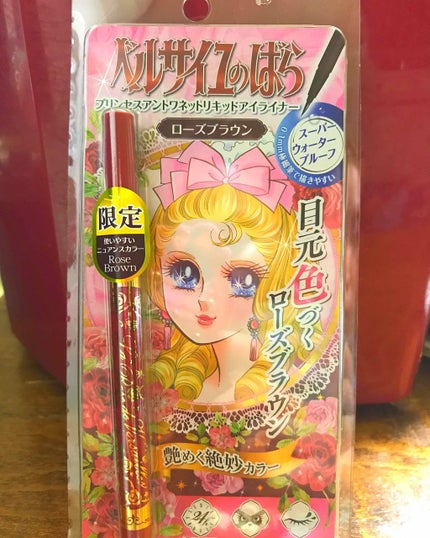 ベルサイユのばら
プリンセスアントワネットリキッドアイライナー
ローズブラウン
スーパー
ウォーター
プルーフ
限定
使いやすい
ニュアンスカラー
Rose
Brown
目元色づく
ローズブラウン
艶めく絶妙カラー